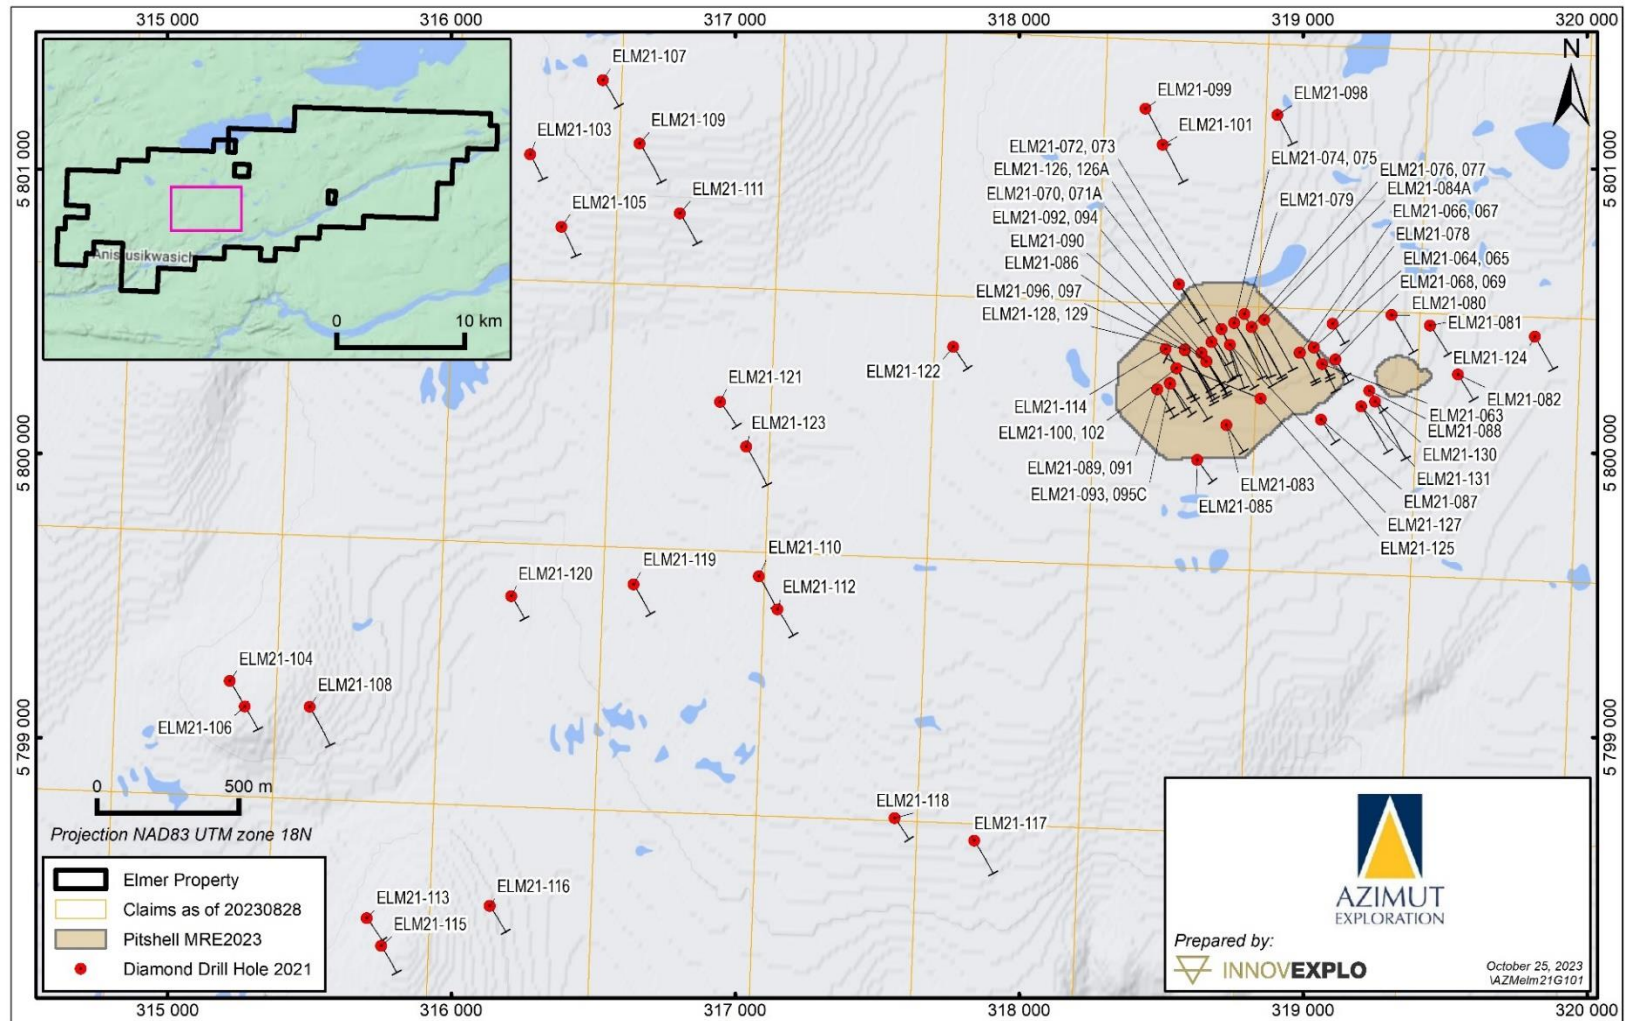 315 000
316 000
317 000
318 000
319 000
320 000
N
ELM21-107
ELM21-099
ELM21-098
ELM21-109
ELM21-101
ELM21-103
ELM21-072, 073
ELM21-074, 075
ELM21-126, 126A
ELM21-076, 077
5 801 000
5 801 000
ELM21-111
ELM21-070, 071A
ELM21-084A
ELM21-105
ELM21-079
ELM21-092, 094
ELM21-066, 067
ELM21-090
ELM21-078
Anistusikwasich
ELM21-086
ELM21-064, 065
ELM21-096, 097
ELM21-068, 069
0
10 km
ELM21-128, 129
ELM21-080
ELM21-081
ELM21-124
ELM21-122
ELM21-121
ELM21-082
ELM21-114
ELM21-063
ELM21-123
ELM21-100, 102
ELM21-088
5 800 000
5 800 000
ELM21-130
ELM21-089, 091
ELM21-131
ELM21-083
ELM21-093, 095C
ELM21-087
ELM21-085
ELM21-127
ELM21-125
ELM21-110
ELM21-119
ELM21-120
ELM21-112
ELM21-104
ELM21-108
ELM21-106
5 799 000
5 799 000
0
500 m
ELM21-118
ELM21-117
Projection NAD83 UTM zone 18N
Elmer Property
Claims as of 20230828
Pitshell MRE2023
Diamond Drill Hole 2021
ELM21-116
ELM21-113
ELM21-115
AZIMUT
EXPLORATION
Prepared by:
INNOVEXPLO
October 25, 2023
\AZMelm21G101
315 000
316 000
317 000
318 000
319 000
320 000